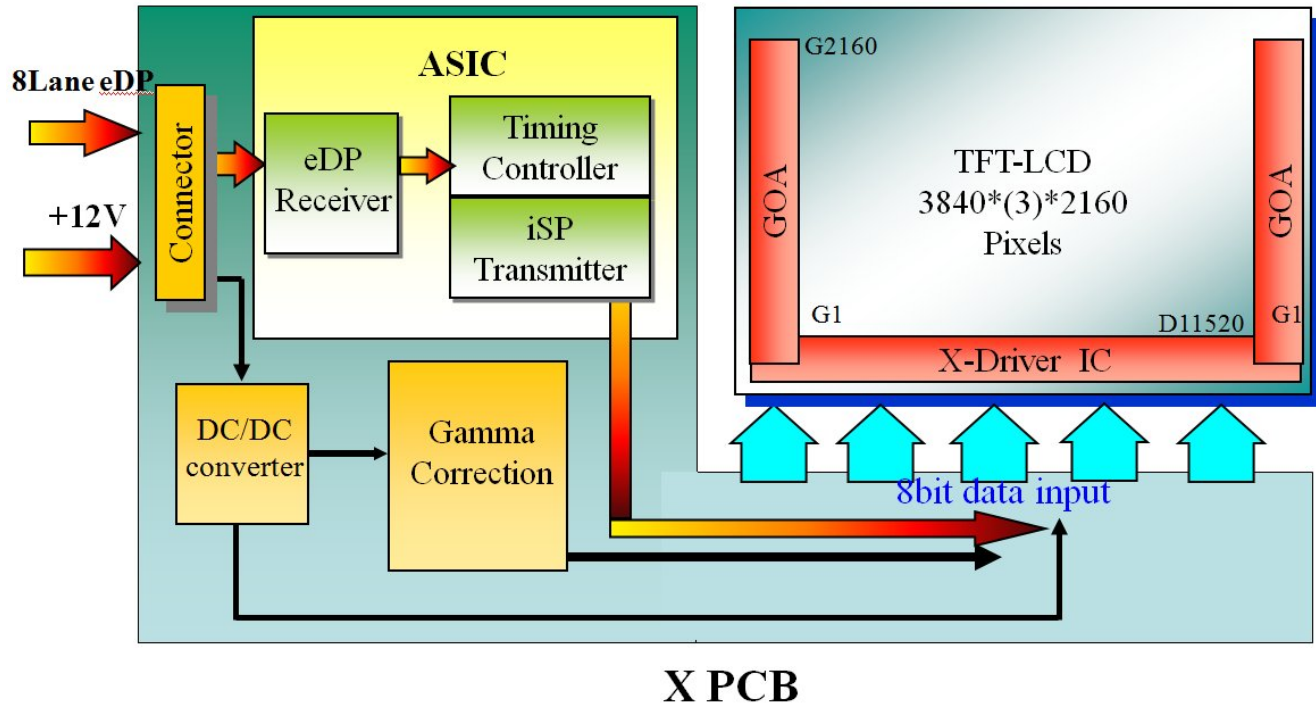 8Lane eDP
+12V
Connector
ASIC
eDP
Receiver
Timing
Controller
iSP
Transmitter
DC/DC
converter
Gamma
Correction
G2160
GOA
TFT-LCD
3840*(3)*2160
Pixels
GOA
G1
D11520
G1
X-Driver IC
8bit data input
X PCB